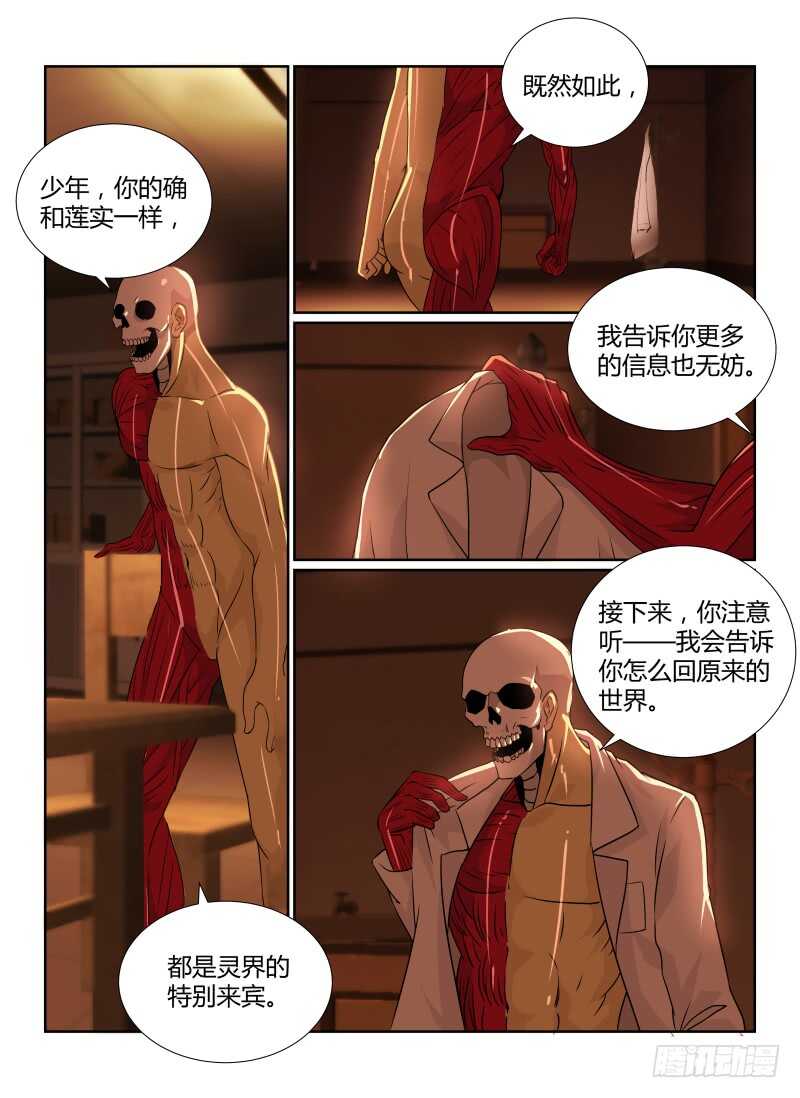 少年，你的确
和莲实一样，
都是灵界的
特别来宾。
既然如此，
我告诉你更多
的信息也无妨。
接下来，你注意
听——我会告诉
你怎么回原来的
世界。
腾讯动漫